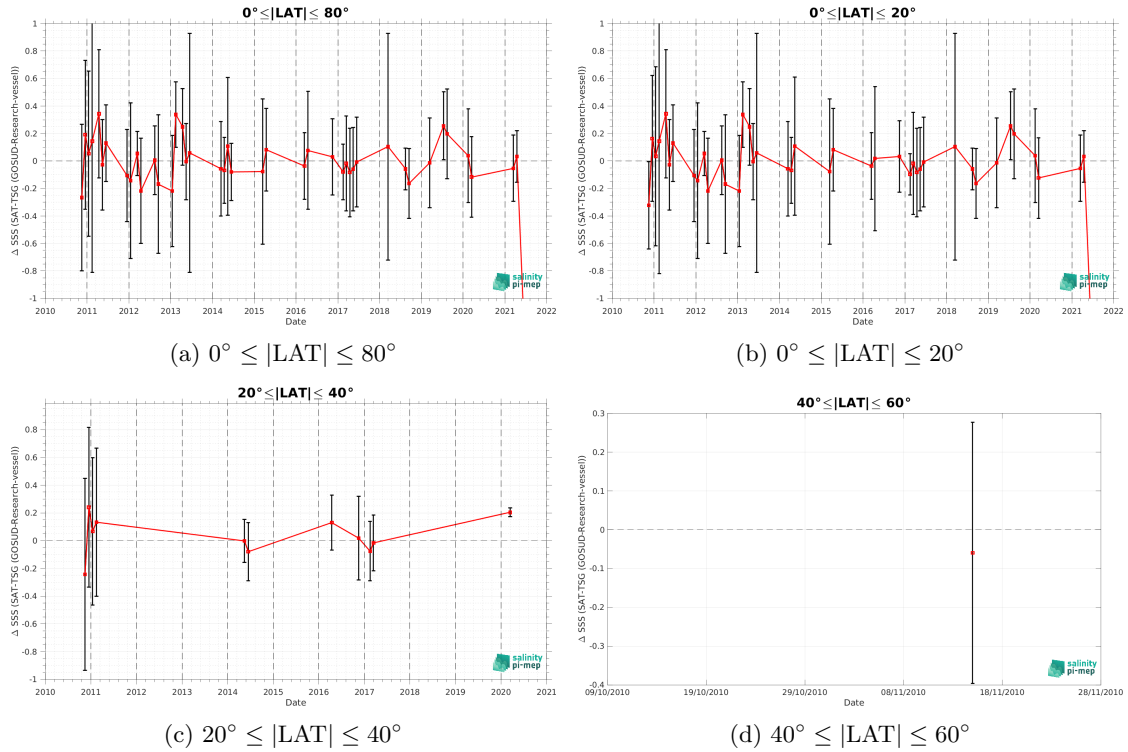 0°≤|LAT|≤ 80°
Δ SSS (SAT-TSG (GOSUD-Research-vessel))
1
0.8
0.6
0.4
0.2
0
-0.2
-0.4
-0.6
-0.8
-1
2010 2011 2012 2013 2014 2015 2016 2017 2018 2019 2020 2021 2022
Date
salinity
pi-mep
(a) 0° ≤ |LAT| ≤ 80°
0°≤|LAT|≤ 20°
Δ SSS (SAT-TSG (GOSUD-Research-vessel))
1
0.8
0.6
0.4
0.2
0
-0.2
-0.4
-0.6
-0.8
-1
2010 2011 2012 2013 2014 2015 2016 2017 2018 2019 2020 2021 2022
Date
salinity
pi-mep
(b) 0° ≤ |LAT| ≤ 20°
20°≤|LAT|≤ 40°
Δ SSS (SAT-TSG (GOSUD-Research-vessel))
0.8
0.6
0.4
0.2
0
-0.2
-0.4
-0.6
-0.8
-1
2010 2011 2012 2013 2014 2015 2016 2017 2018 2019 2020 2021
Date
salinity
pi-mep
(c) 20° ≤ |LAT| ≤ 40°
40°≤|LAT|≤ 60°
Δ SSS (SAT-TSG (GOSUD-Research-vessel))
0.3
0.2
0.1
0
-0.1
-0.2
-0.3
-0.4
09/10/2010 19/10/2010 29/10/2010 08/11/2010 18/11/2010 28/11/2010
Date
salinity
pi-mep
(d) 40° ≤ |LAT| ≤ 60°